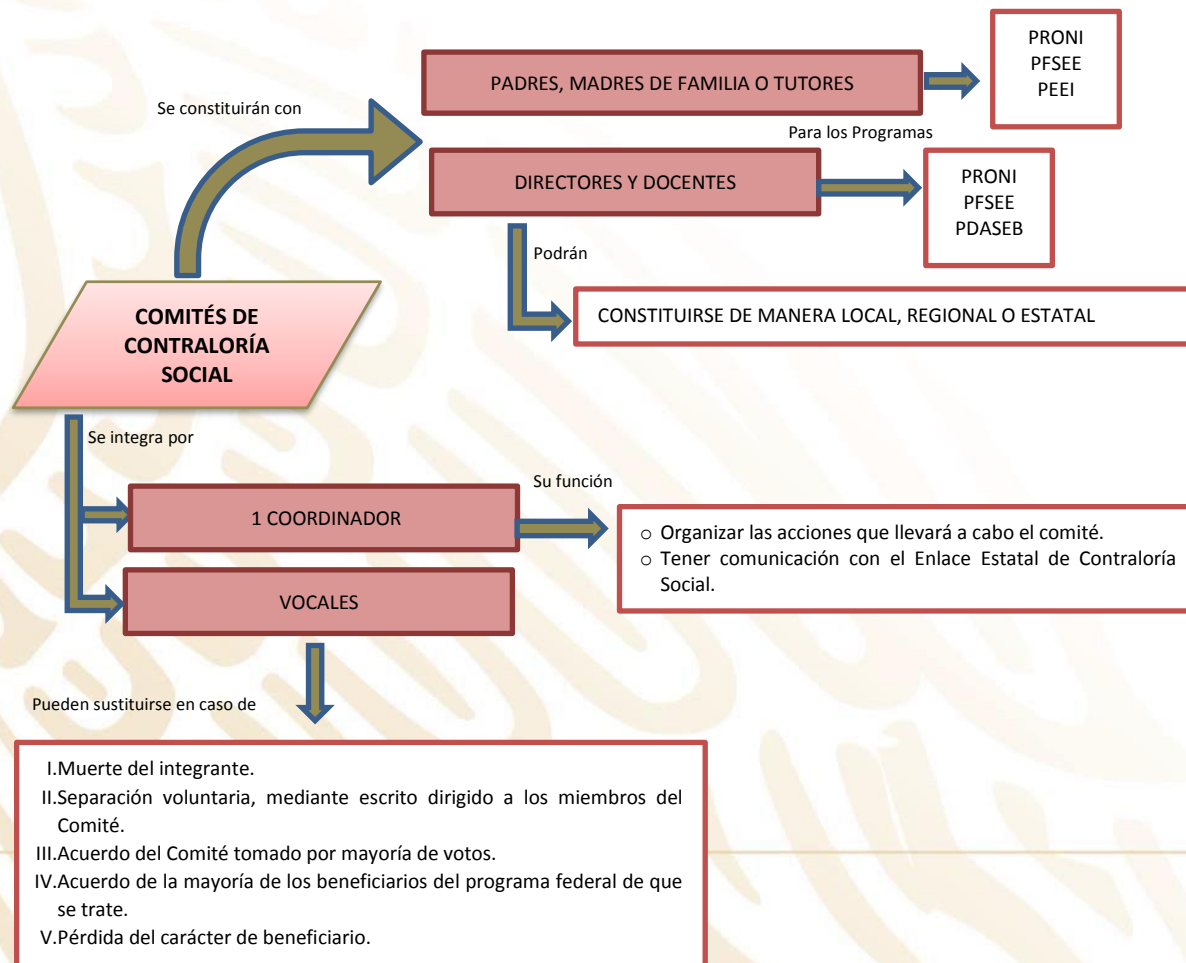 Se constituirán con
PADRES, MADRES DE FAMILIA O TUTORES
PRONI
PFSEE
PEEI
Para los Programas
DIRECTORES Y DOCENTES
PRONI
PFSEE
PDASEB
Podrán
CONSTITUIRSE DE MANERA LOCAL, REGIONAL O ESTATAL
COMITÉS DE
CONTRALORÍA
SOCIAL
Se integra por
1 COORDINADOR
Su función
○ Organizar las acciones que llevará a cabo el comité.
○ Tener comunicación con el Enlace Estatal de Contraloría
Social.
VOCALES
Pueden sustituirse en caso de
I.Muerte del integrante.
II.Separación voluntaria, mediante escrito dirigido a los miembros del
Comité.
III.Acuerdo del Comité tomado por mayoría de votos.
IV.Acuerdo de la mayoría de los beneficiarios del programa federal de que
se trate.
V.Pérdida del carácter de beneficiario.